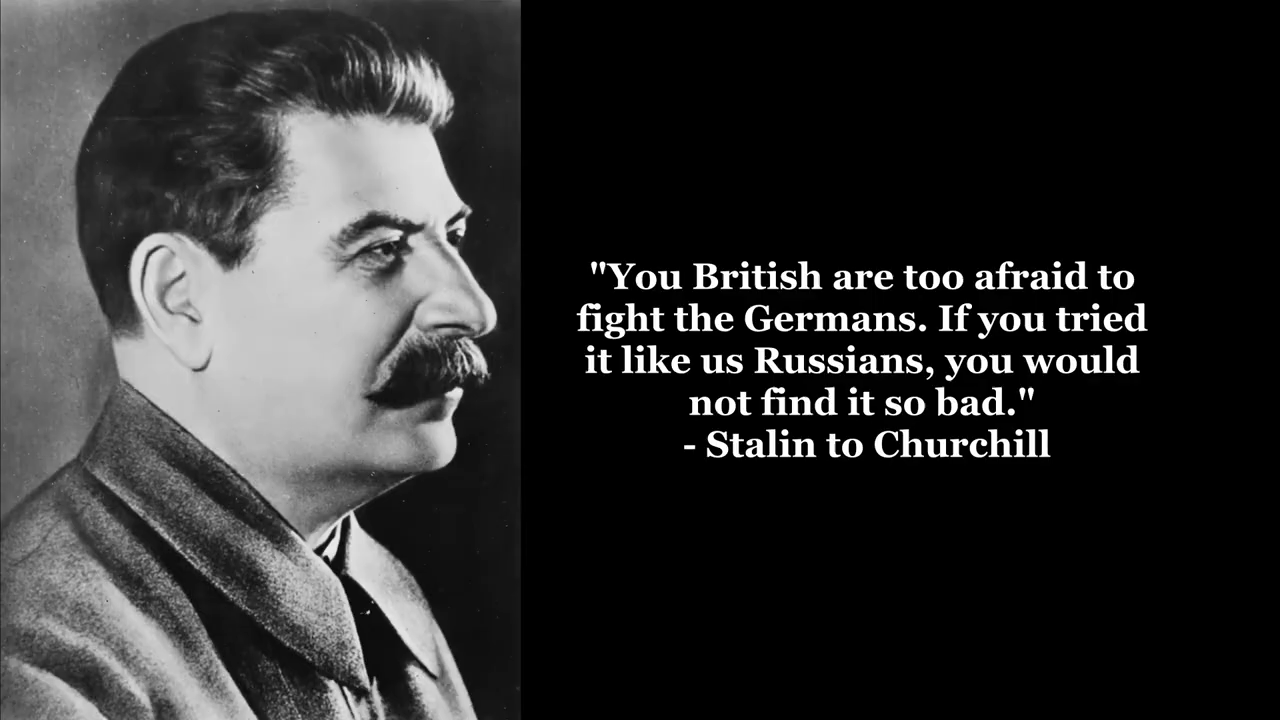 "You British are too afraid to
fight the Germans. If you tried
it like us Russians, you would
not find it so bad."
- Stalin to Churchill